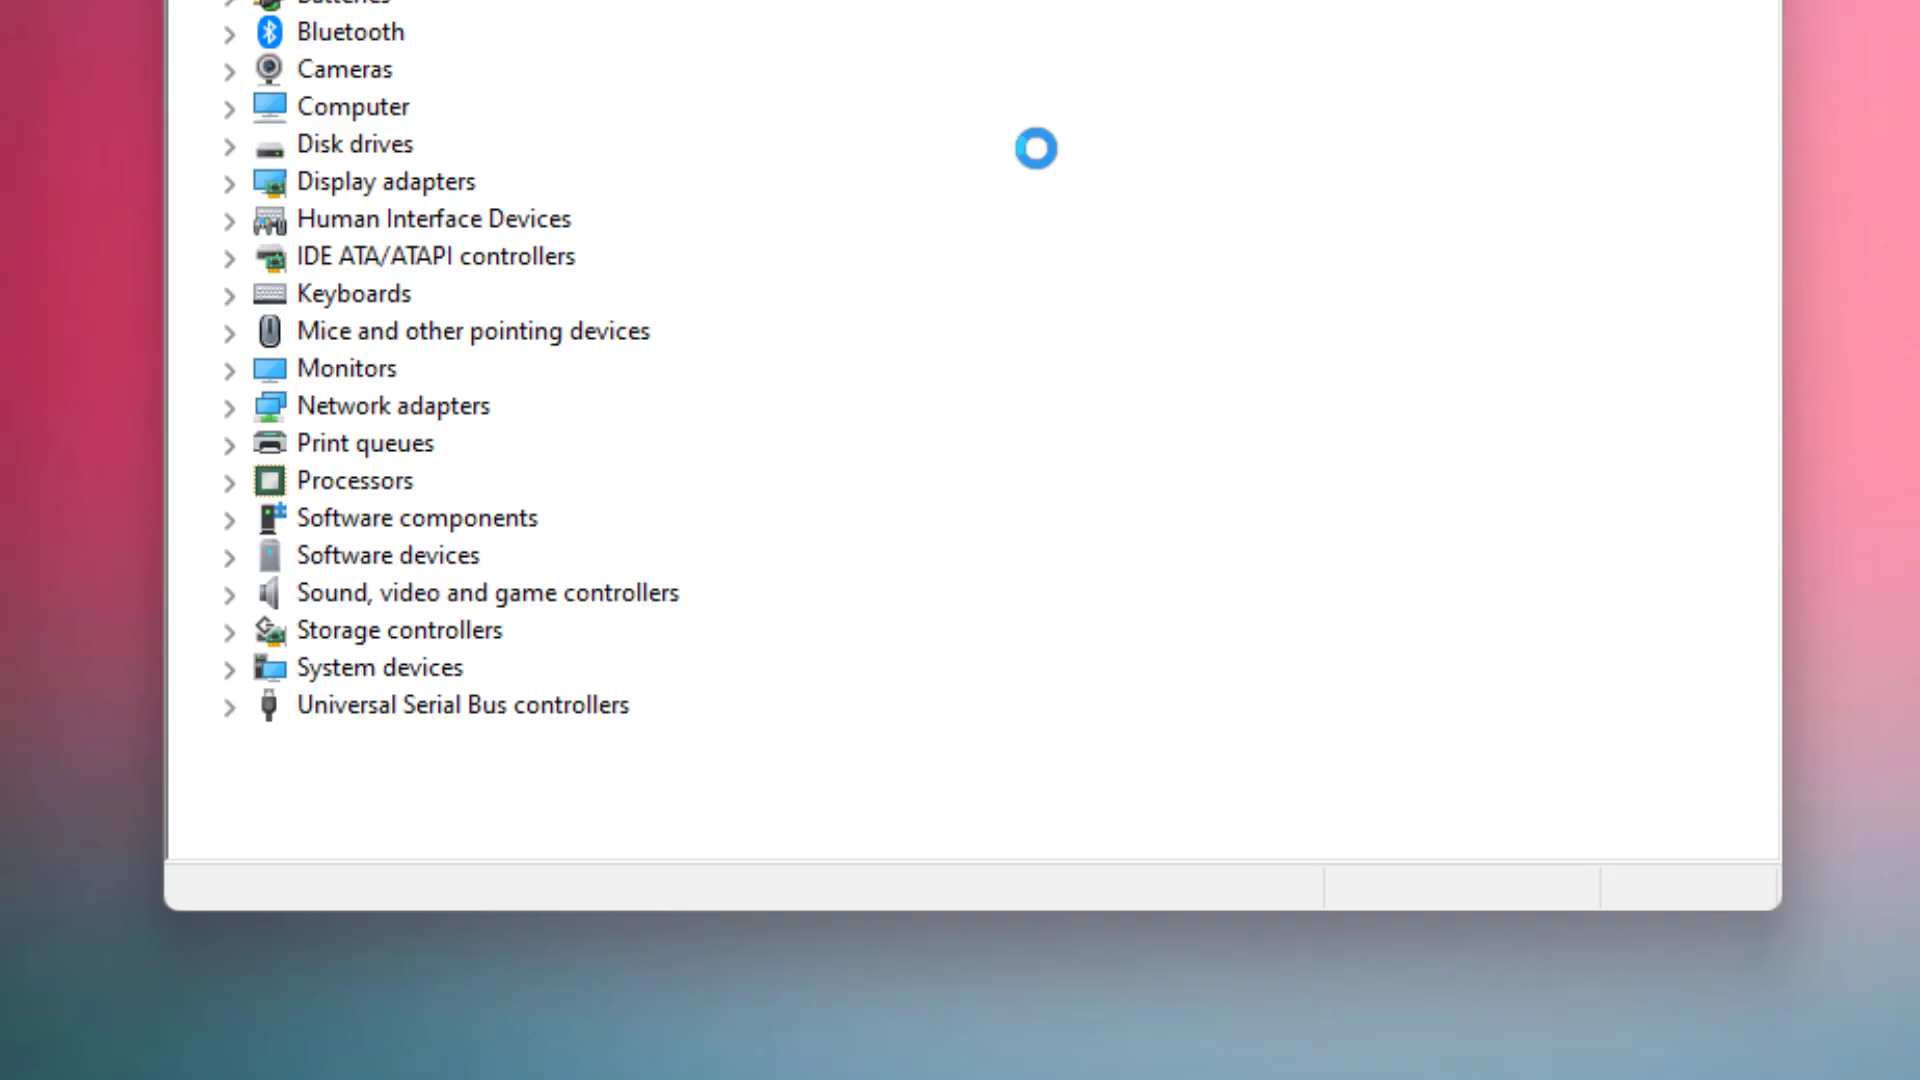 Batteries
Bluetooth
Cameras
Computer
Disk drives
Display adapters
Human Interface Devices
IDE ATA/ATAPI controllers
Keyboards
Mice and other pointing devices
Monitors
Network adapters
Print queues
Processors
Software components
Software devices
Sound, video and game controllers
Storage controllers
System devices
Universal Serial Bus controllers